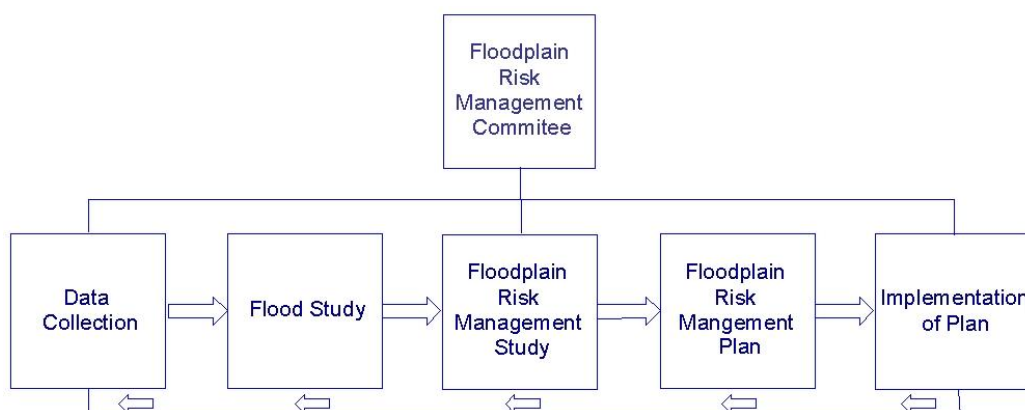 Floodplain
Risk
Management
Commitee
Data
Collection
Flood Study
Floodplain
Risk
Management
Study
Floodplain
Risk
Mangement
Plan
Implementation
of Plan